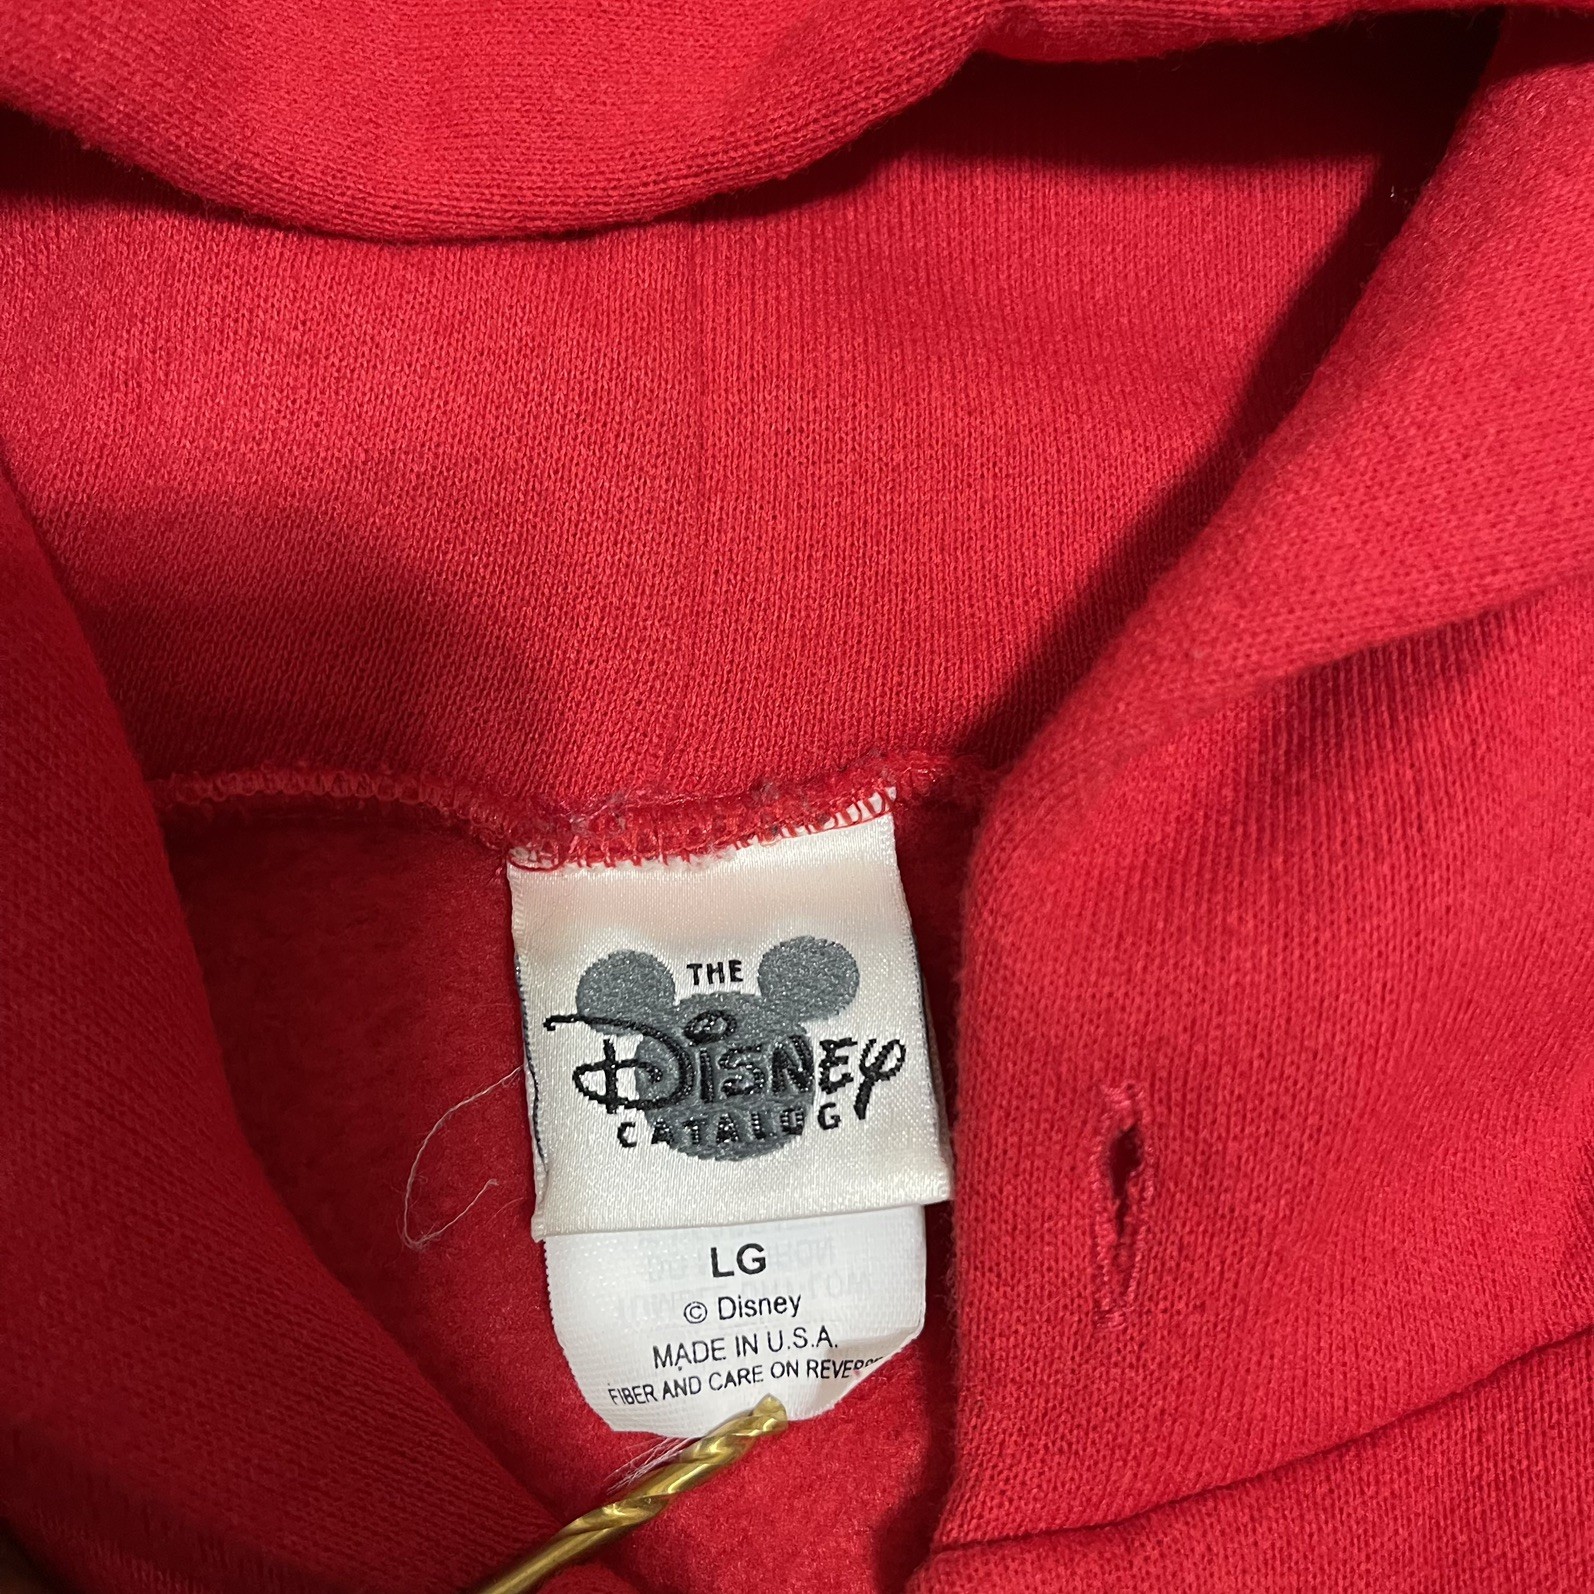 THE
Disney
CATALOG
LG
© Disney
MADE IN U.S.A.
FIBER AND CARE ON REVERSE